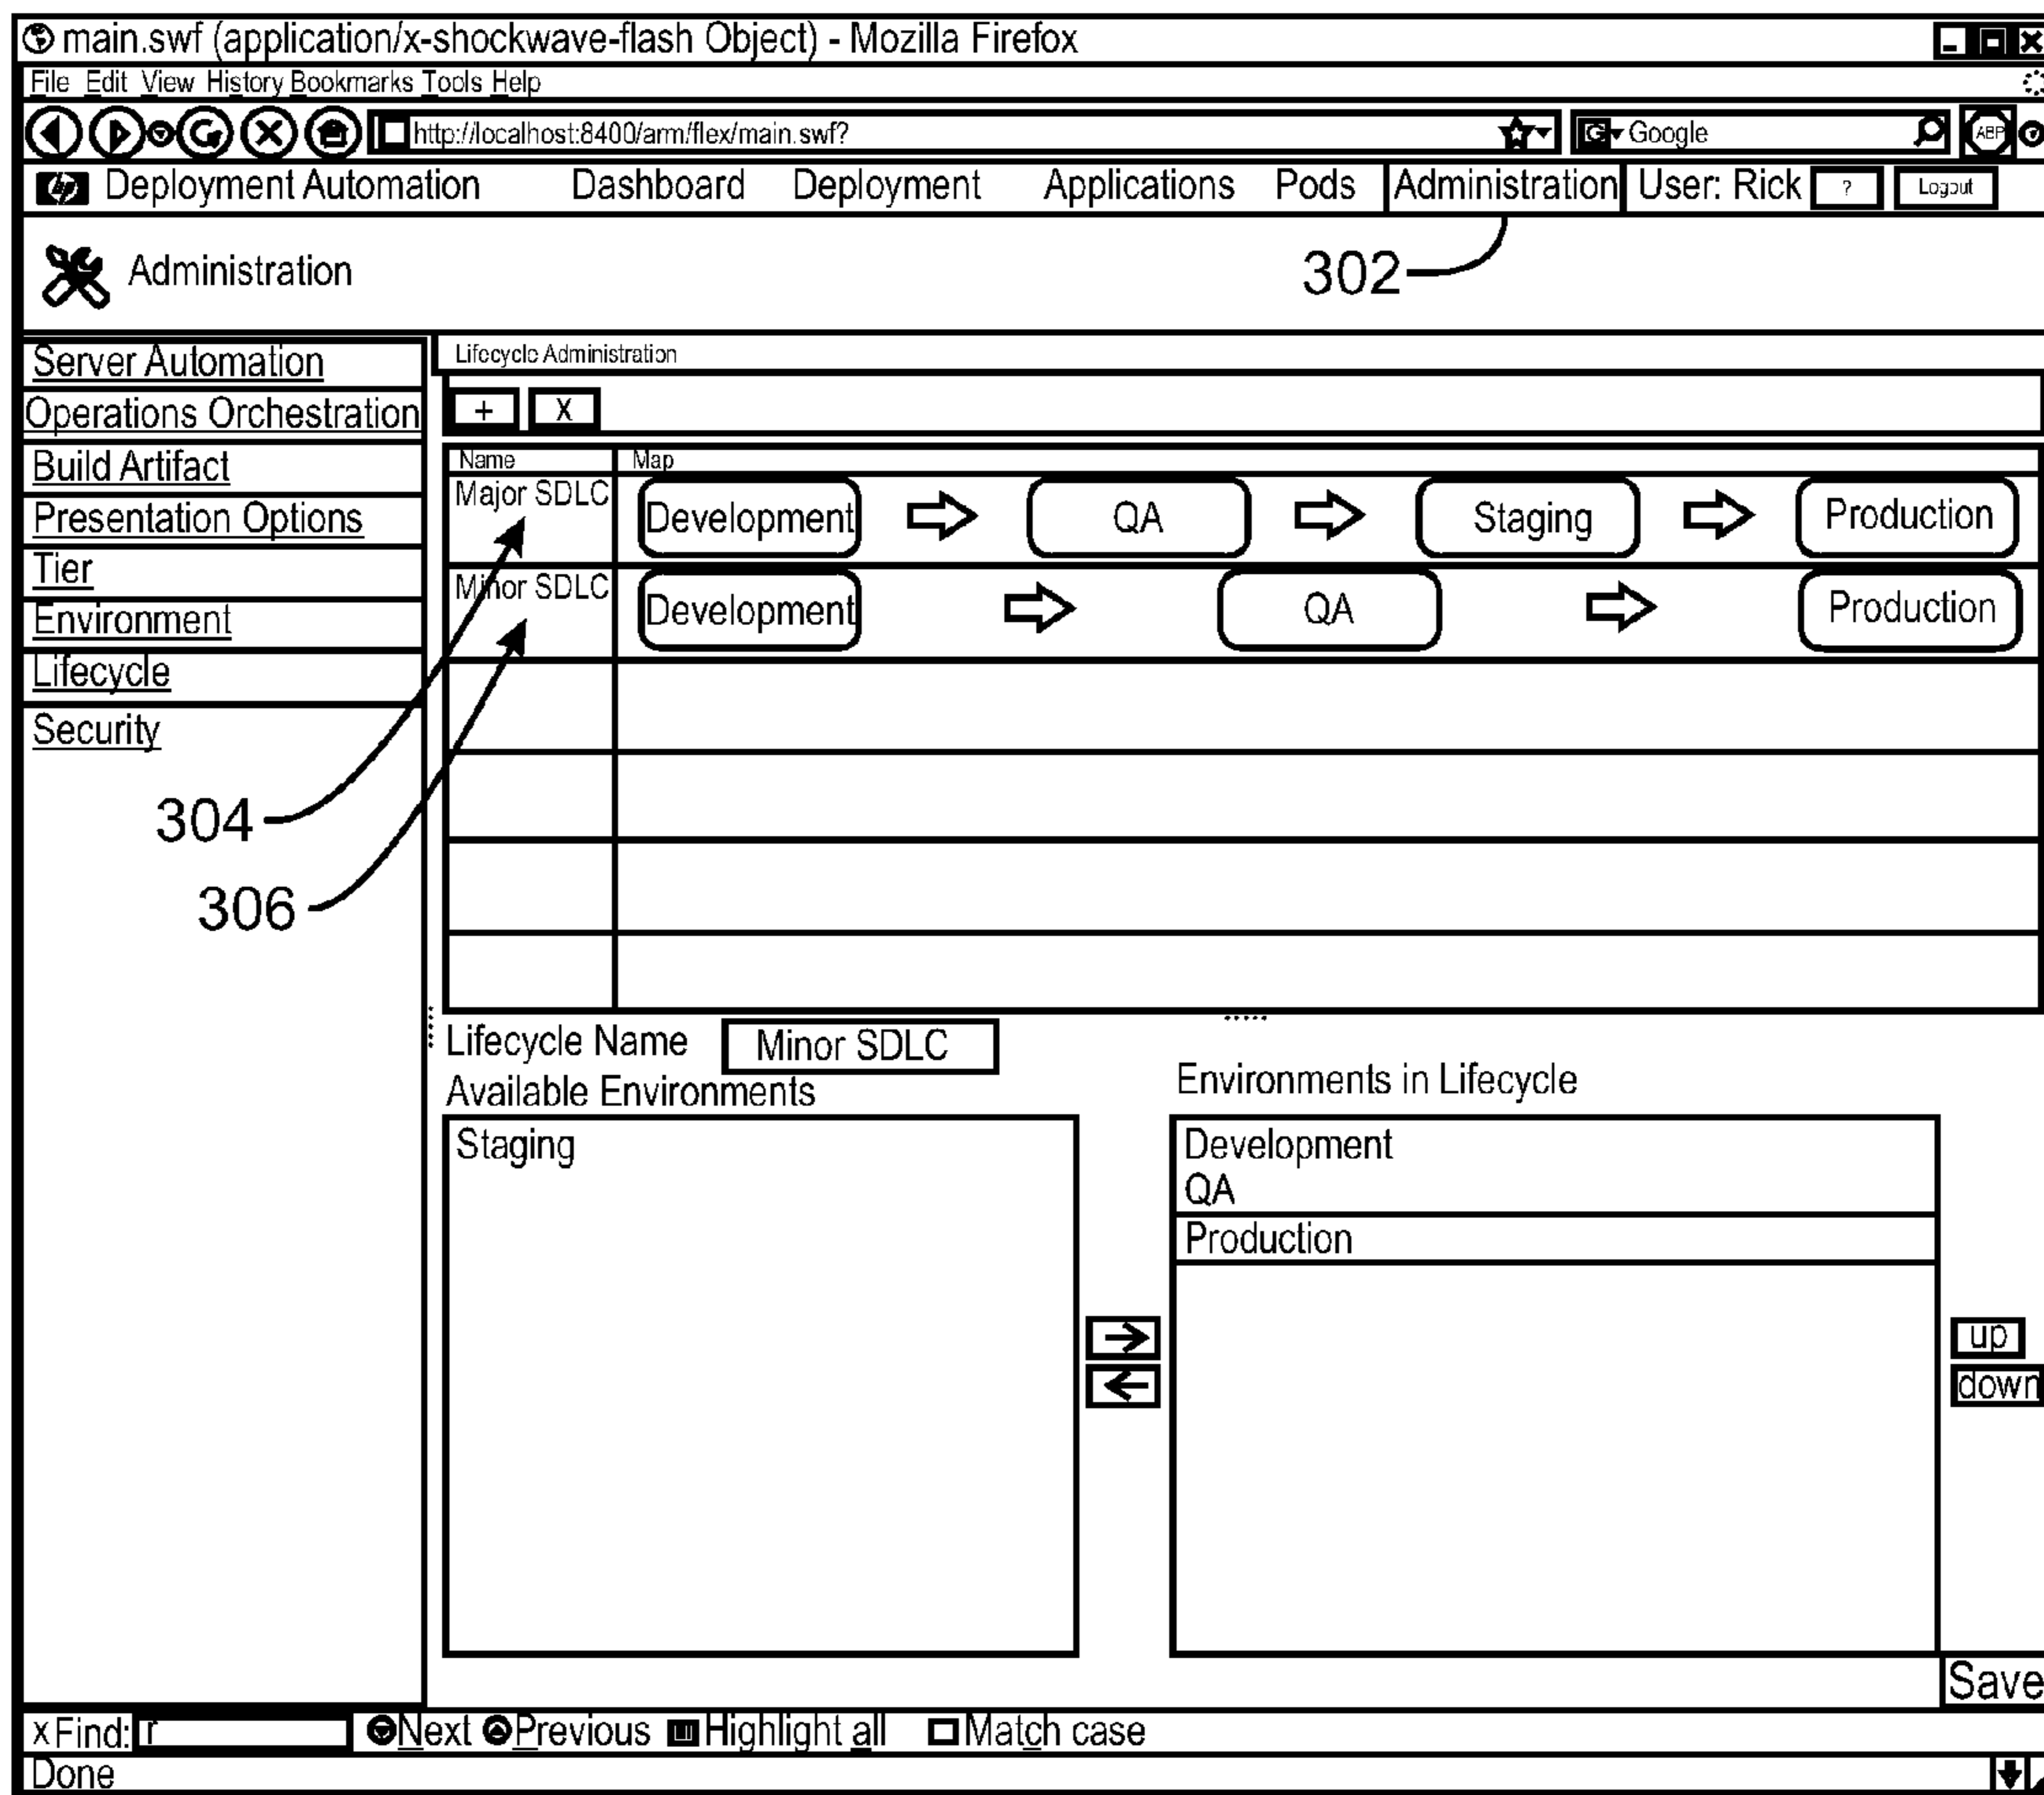 main.swf (application/x-shockwave-flash Object) - Mozilla Firefox
File Edit View History Bookmarks Tools Help
http://localhost:8400/arm/flex/main.swf? G Google ABP
hp Deployment Automation Dashboard Deployment Applications Pods Administration User: Rick ? Logout
302
Administration
Server Automation
Operations Orchestration
Build Artifact
Presentation Options
Tier
Environment
Lifecycle
Security
304
306
Lifecycle Administration
+ X
Name Map
Major SDLC Development QA Staging Production
Minor SDLC Development QA Production
Lifecycle Name Minor SDLC
Available Environments
Staging
Environments in Lifecycle
Development
QA
Production
up
down
Save
x Find: r Next Previous Highlight all Match case
Done